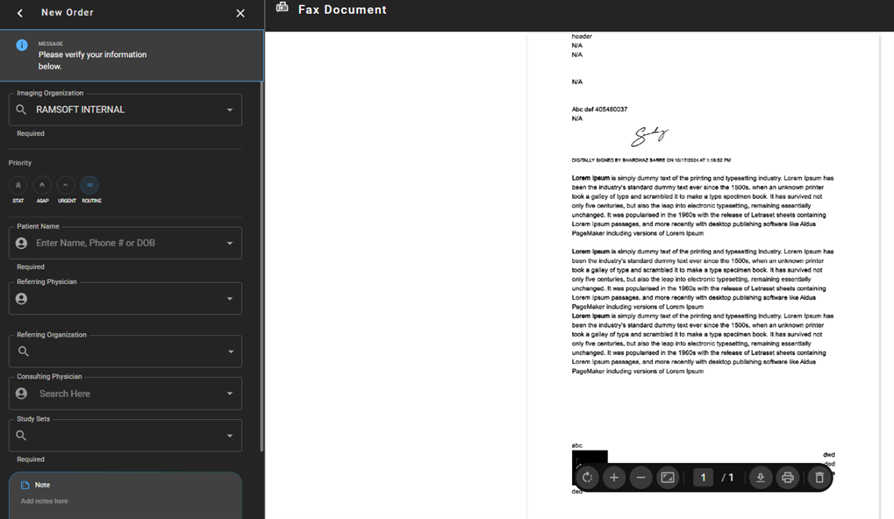 New Order
MESSAGE
Please verify your information
below.
Imaging Organization
RAMSOFT INTERNAL
Required
Priority
STAT
ASAP
URGENT
ROUTINE
Patient Name
Enter Name, Phone # or DOB
Required
Referring Physician
Referring Organization
Consulting Physician
Search Here
Study Sets
Required
Note
Add notes here
Fax Document
header
N/A
N/A
N/A
Abc def 405460037
N/A
DIGITALLY SIGNED BY BHARDWAZ BARRE ON 10/17/2024 AT 1:18:52 PM
Lorem Ipsum is simply dummy text of the printing and typesetting industry. Lorem Ipsum has
been the industry's standard dummy text ever since the 1500s, when an unknown printer
took a galley of type and scrambled it to make a type specimen book. It has survived not
only five centuries, but also the leap into electronic typesetting, remaining essentially
unchanged. It was popularised in the 1960s with the release of Letraset sheets containing
Lorem Ipsum passages, and more recently with desktop publishing software like Aldus
PageMaker including versions of Lorem Ipsum
Lorem Ipsum is simply dummy text of the printing and typesetting industry. Lorem Ipsum has
been the industry's standard dummy text ever since the 1500s, when an unknown printer
took a galley of type and scrambled it to make a type specimen book. It has survived not
only five centuries, but also the leap into electronic typesetting, remaining essentially
unchanged. It was popularised in the 1960s with the release of Letraset sheets containing
Lorem Ipsum passages, and more recently with desktop publishing software like Aldus
PageMaker including versions of Lorem Ipsum
Lorem Ipsum is simply dummy text of the printing and typesetting industry. Lorem Ipsum has
been the industry's standard dummy text ever since the 1500s, when an unknown printer
took a galley of type and scrambled it to make a type specimen book. It has survived not
only five centuries, but also the leap into electronic typesetting, remaining essentially
unchanged. It was popularised in the 1960s with the release of Letraset sheets containing
Lorem Ipsum passages, and more recently with desktop publishing software like Aldus
PageMaker including versions of Lorem Ipsum
abc
dwd
1 / 1